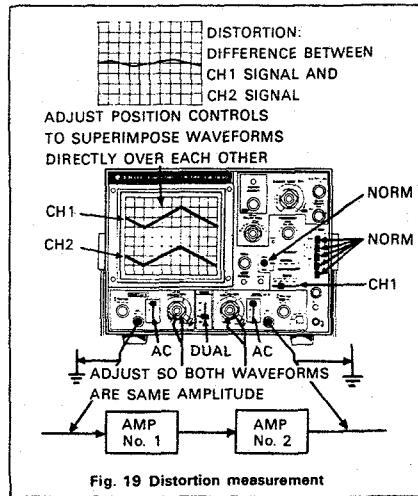 DISTORTION:
DIFFERENCE BETWEEN
CH1 SIGNAL AND
CH2 SIGNAL
ADJUST POSITION CONTROLS
TO SUPERIMPOSE WAVEFORMS
DIRECTLY OVER EACH OTHER
NORM
CH1
NORM
CH2
CH1
AC DUAL AC
ADJUST SO BOTH WAVEFORMS
ARE SAME AMPLITUDE
AMP
No. 1
AMP
No. 2
Fig. 19 Distortion measurement